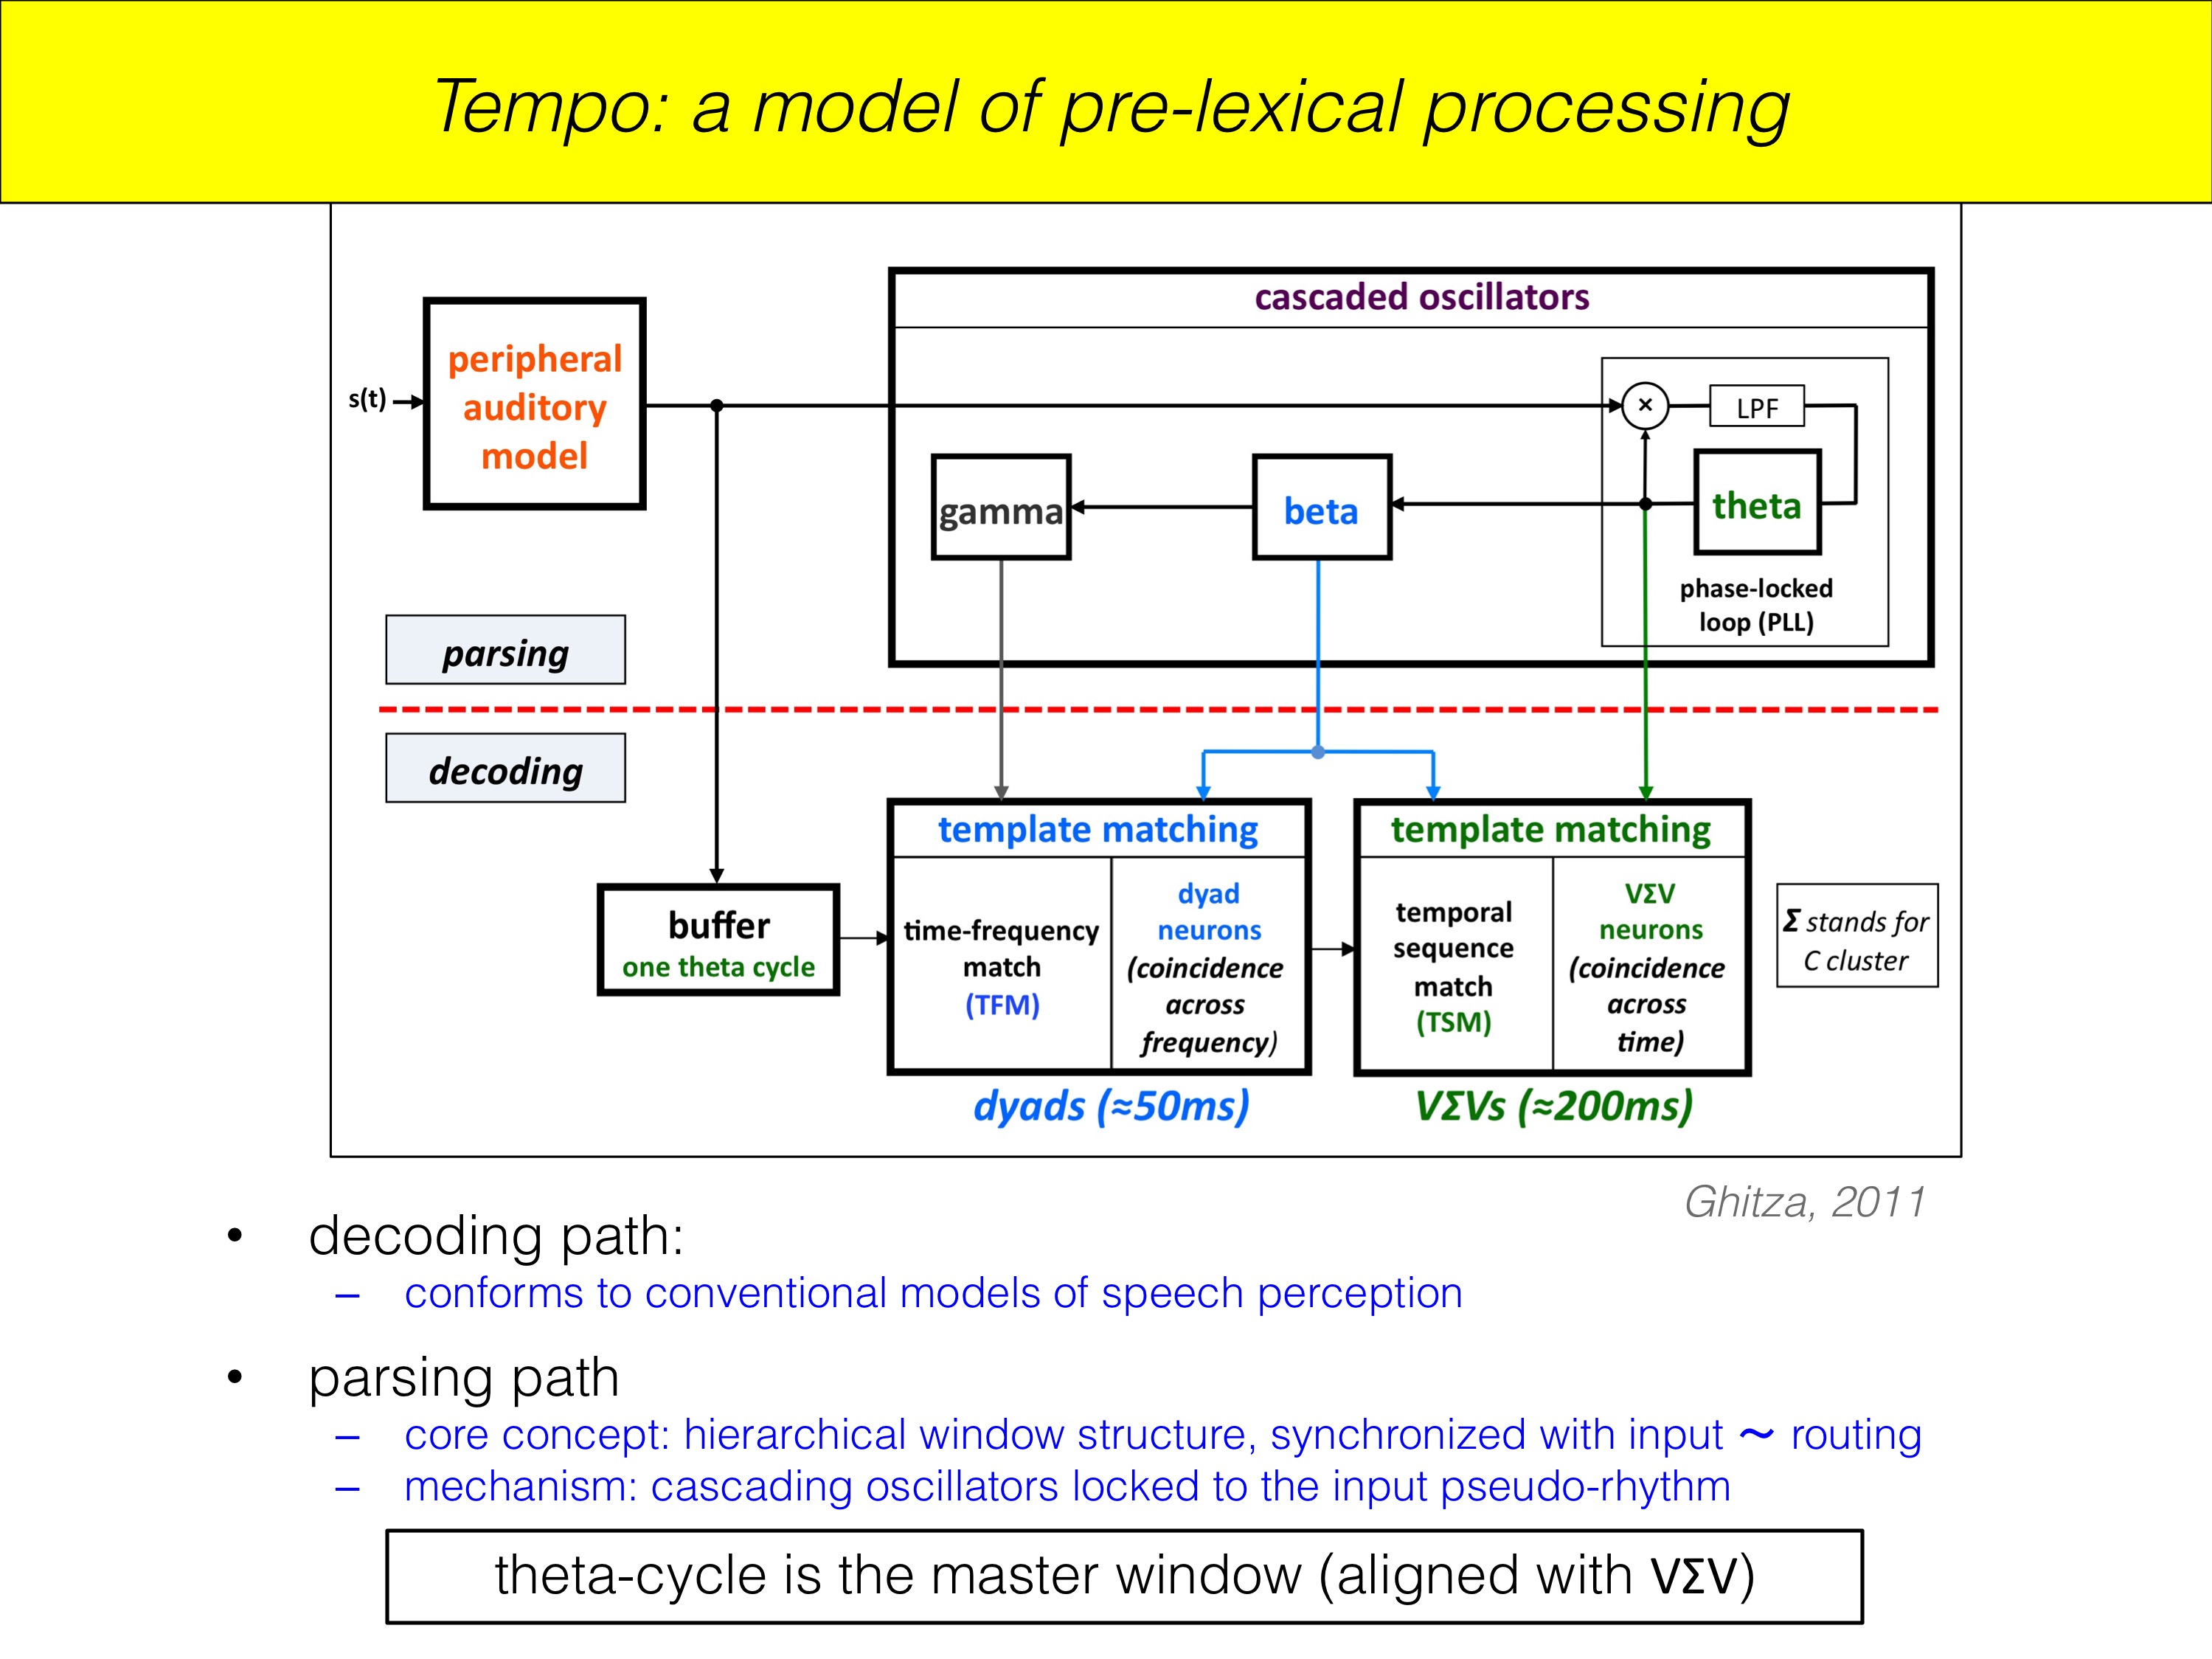 Tempo: a model of pre-lexical processing
cascaded oscillators
peripheral
auditory
model
s(t)
×
LPF
gamma
beta
theta
phase-locked
loop (PLL)
parsing
decoding
buffer
one theta cycle
template matching
time-frequency
match
(TFM)
dyad
neurons
(coincidence
across
frequency)
template matching
temporal
sequence
match
(TSM)
VΣV
neurons
(coincidence
across
time)
Σ stands for
C cluster
dyads (≈50ms)
VΣVs (≈200ms)
Ghitza, 2011
• decoding path:
– conforms to conventional models of speech perception
• parsing path
– core concept: hierarchical window structure, synchronized with input ~ routing
– mechanism: cascading oscillators locked to the input pseudo-rhythm
theta-cycle is the master window (aligned with VΣV)